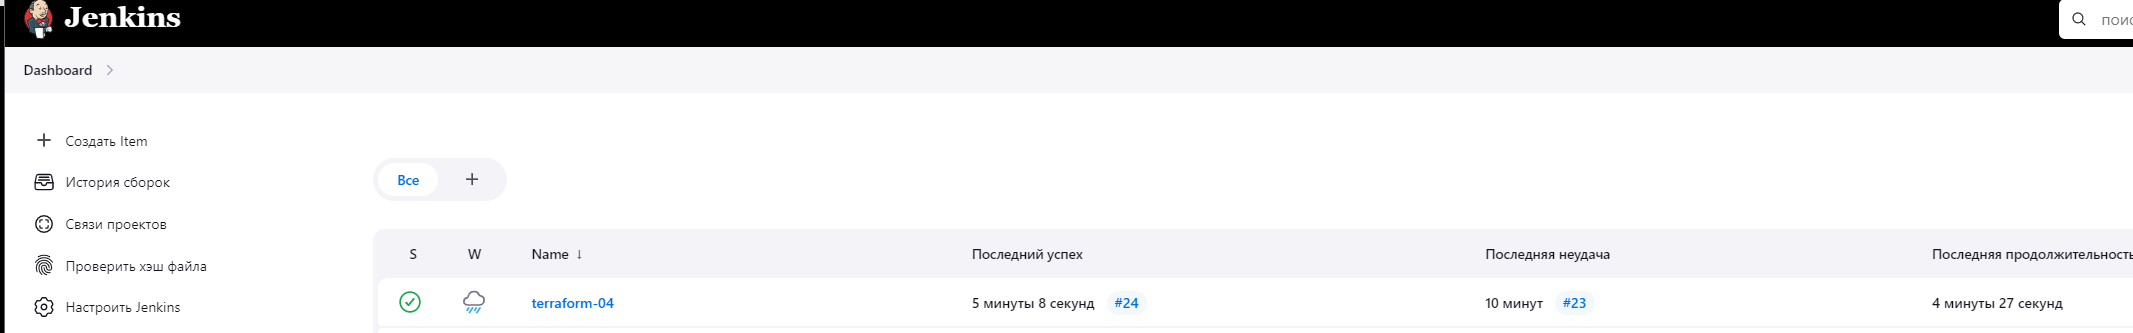 Jenkins
Dashboard
Создать Item
История сборок
Связи проектов
Проверить хэш файла
Настроить Jenkins
Все
S W Name ↓ Последний успех Последняя неудача Последняя продолжительность
terraform-04 5 минуты 8 секунд #24 10 минут #23 4 минуты 27 секунд